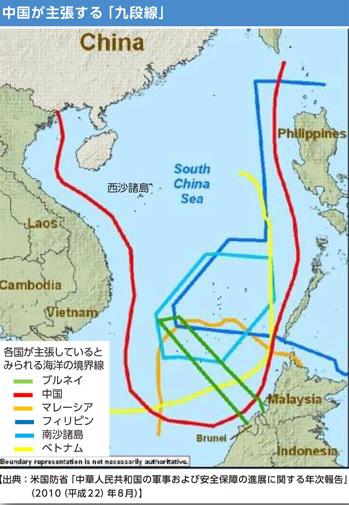 中国が主張する「九段線」
China
Philippines
South
China
Sea
西沙諸島
Laos
Cambodia
Vietnam
各国が主張していると
みられる海洋の境界線
ブルネイ
中国
マレーシア
フィリピン
南沙諸島
ベトナム
Malaysia
Brunei
Indonesia
Boundary representation is not necessarily authoritative.
【出典：米国防省「中華人民共和国の軍事および安全保障の進展に関する年次報告」
（2010（平成22）年8月）】